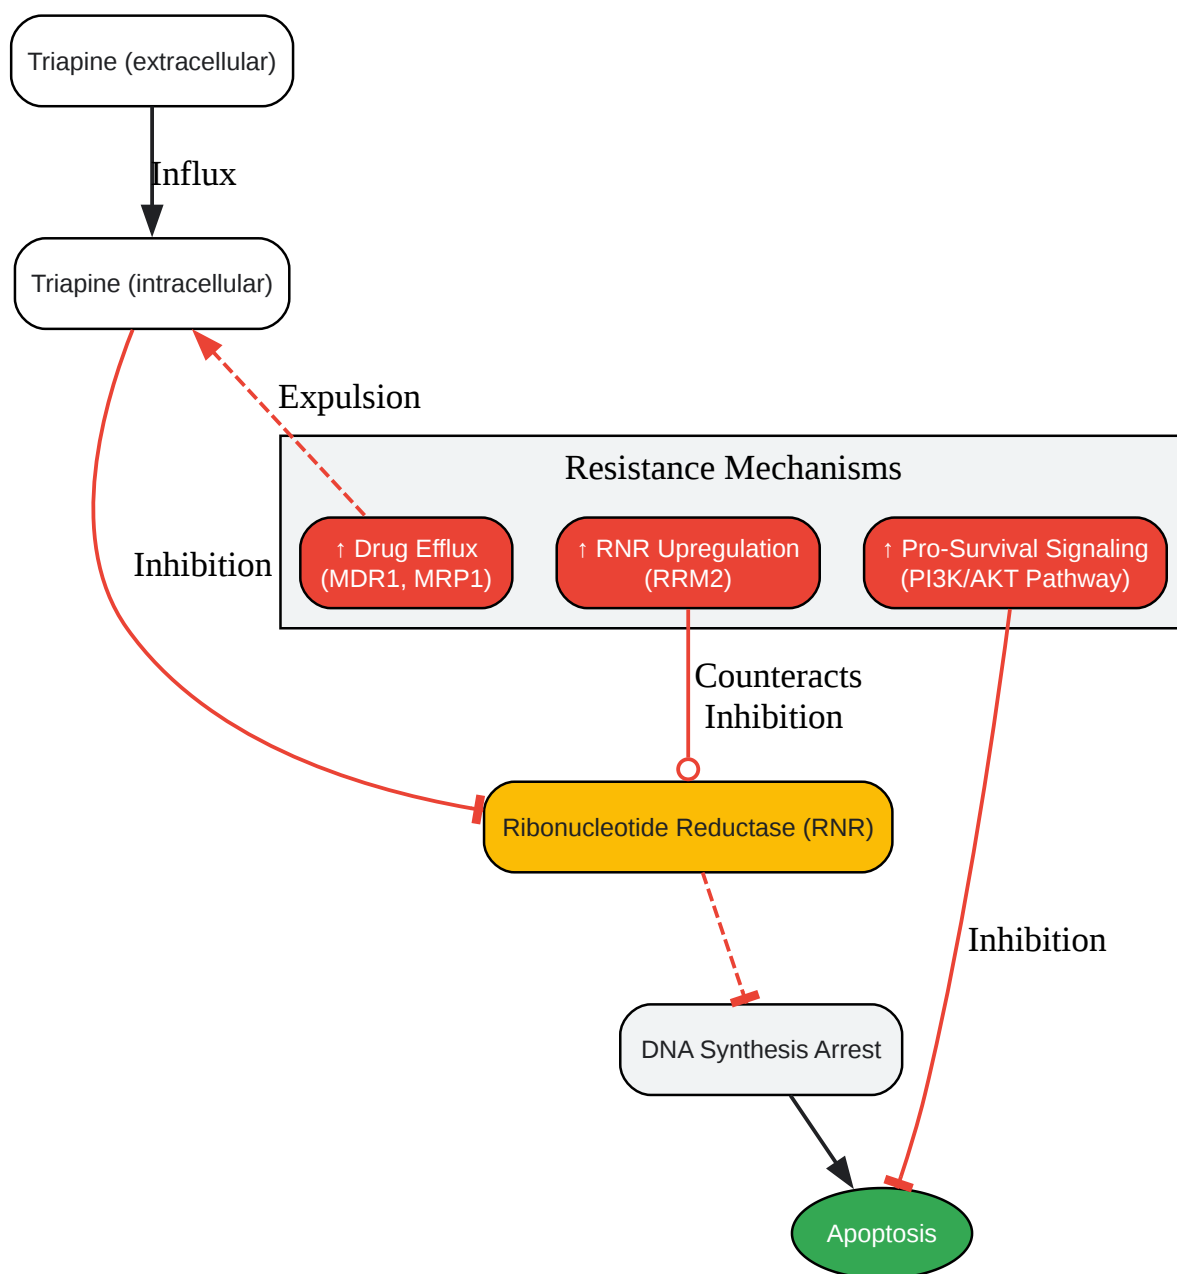 Triapine (extracellular)
Influx
Triapine (intracellular)
Expulsion
Resistance Mechanisms
↑ Drug Efflux
(MDR1, MRP1)
↑ RNR Upregulation
(RRM2)
↑ Pro-Survival Signaling
(PI3K/AKT Pathway)
Inhibition
Counteracts
Inhibition
Ribonucleotide Reductase (RNR)
Inhibition
DNA Synthesis Arrest
Apoptosis